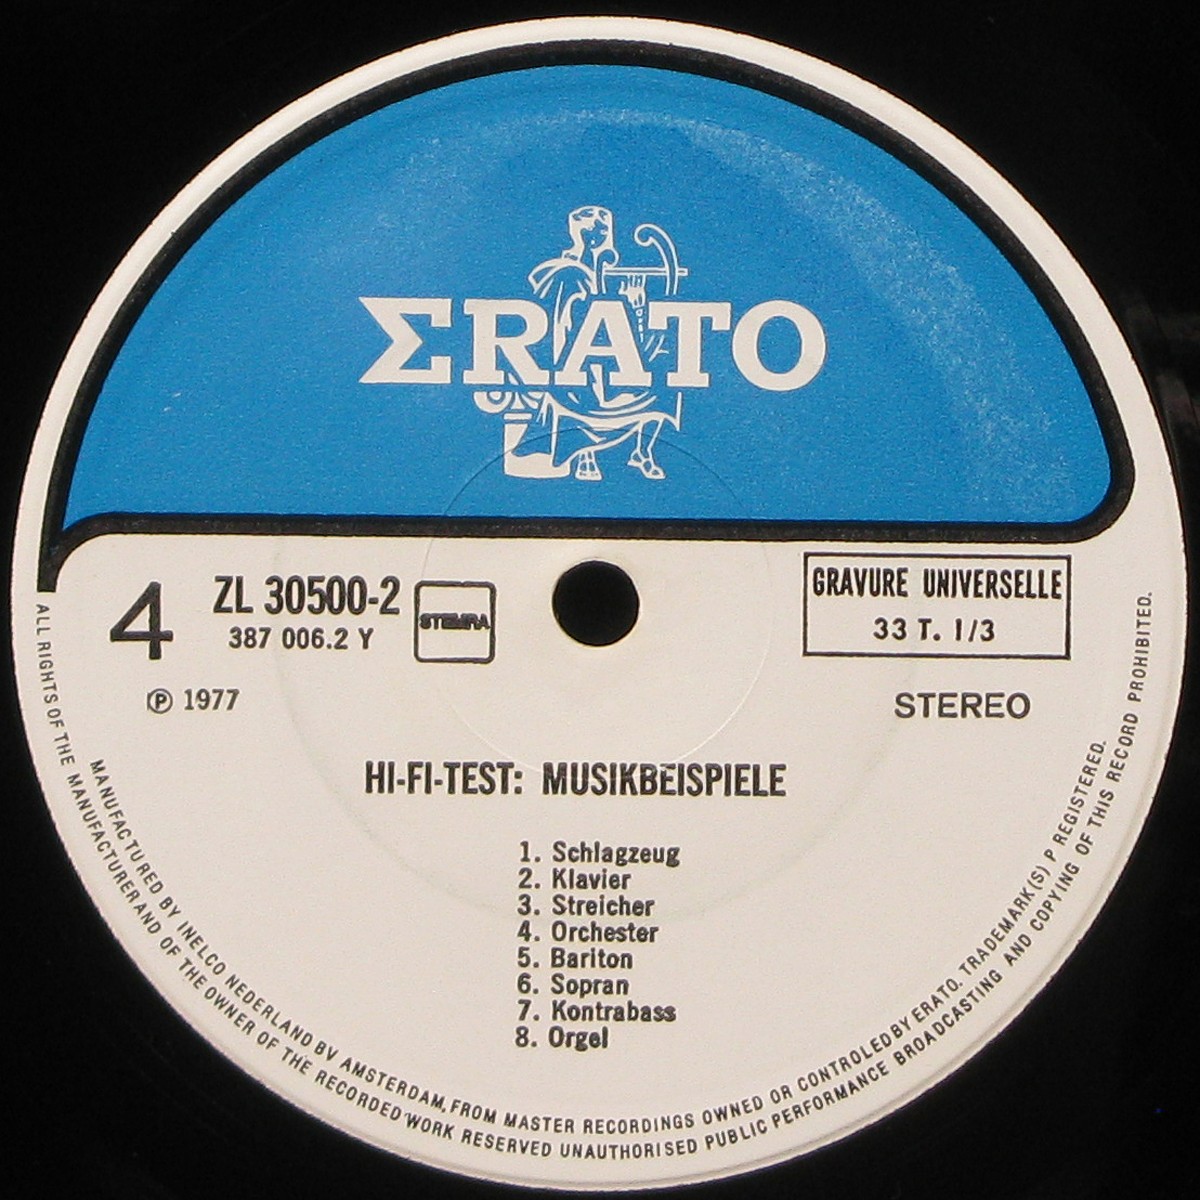 ΣRATO
4
ZL 30500-2
387 006.2 Y
STEMRA
GRAVURE UNIVERSELLE
33 T. 1/3
Ⓟ 1977
STEREO
HI-FI-TEST: MUSIKBEISPIELE
1. Schlagzeug
2. Klavier
3. Streicher
4. Orchester
5. Bariton
6. Sopran
7. Kontrabass
8. Orgel
MANUFACTURED BY INELCO NEDERLAND BV AMSTERDAM, FROM MASTER RECORDINGS OWNED OR CONTROLED BY ERATO. TRADEMARK(S) P REGISTERED.
ALL RIGHTS OF THE MANUFACTURER AND OF THE OWNER OF THE RECORDED WORK RESERVED UNAUTHORISED PUBLIC PERFORMANCE BROADCASTING AND COPYING OF THIS RECORD PROHIBITED.